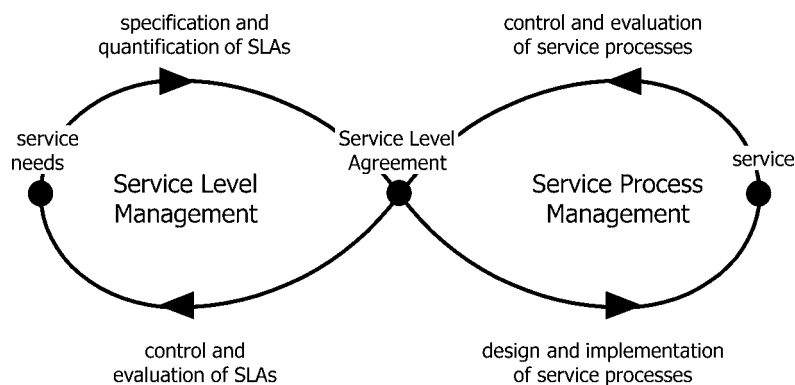 specification and
quantification of SLAs
control and evaluation
of service processes
service
needs
Service Level
Agreement
service
Service Level
Management
Service Process
Management
control and
evaluation of SLAs
design and implementation
of service processes